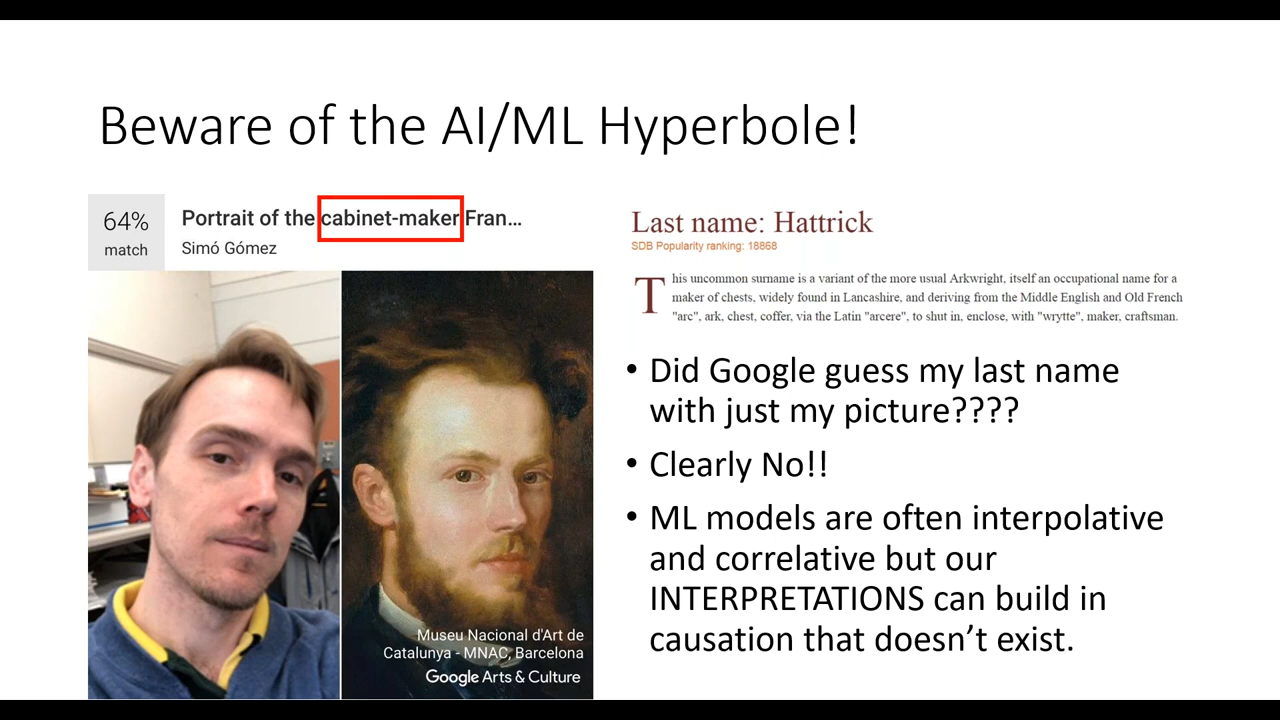 Beware of the AI/ML Hyperbole!
64%
match
Portrait of the cabinet-maker Fran...
Simó Gómez
Museu Nacional d'Art de
Catalunya - MNAC, Barcelona
Google Arts & Culture
Last name: Hattrick
SDB Popularity ranking: 18868
This uncommon surname is a variant of the more usual Arkwright, itself an occupational name for a
maker of chests, widely found in Lancashire, and deriving from the Middle English and Old French
"arc", ark, chest, coffer, via the Latin "arcere", to shut in, enclose, with "wrytte", maker, craftsman.
• Did Google guess my last name
with just my picture????
• Clearly No!!
• ML models are often interpolative
and correlative but our
INTERPRETATIONS can build in
causation that doesn’t exist.